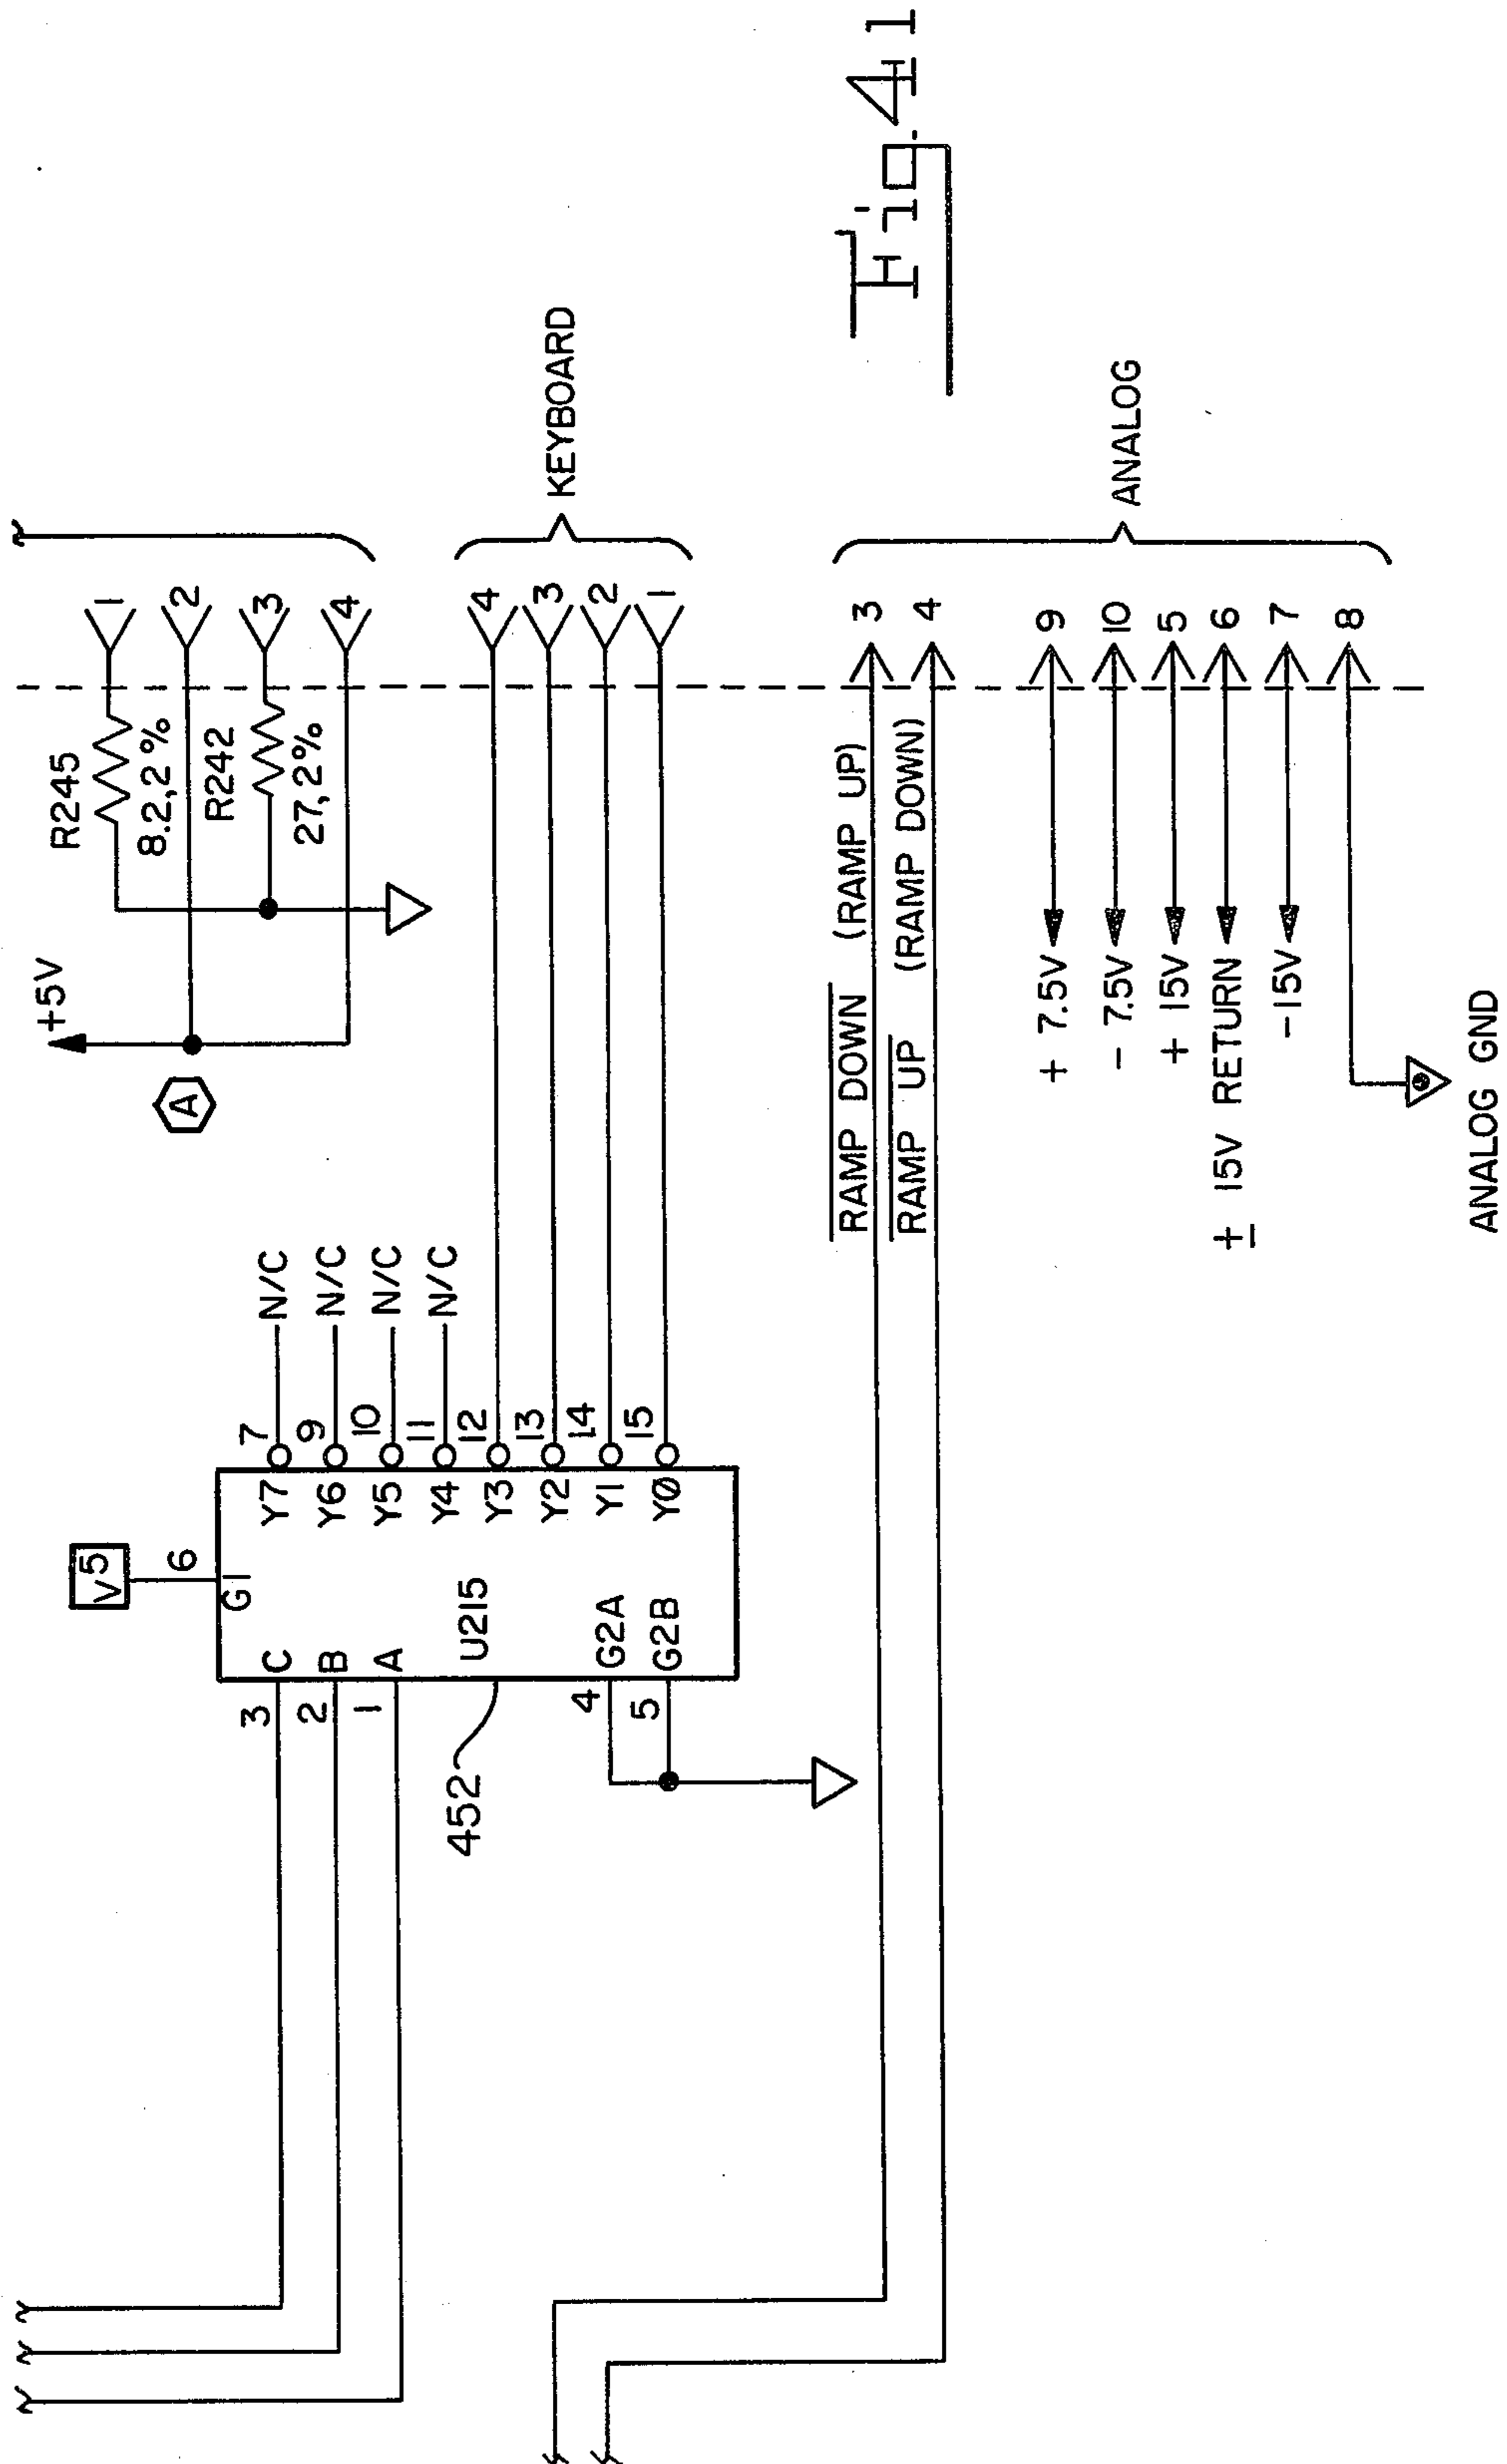 +5V
A
R245
8.2,2%
R242
27,2%
1
2
3
4
V5
6
G1
3 C
2 B
1 A
U215
452
4 G2A
5 G2B
Y7 7 N/C
Y6 9 N/C
Y5 10 N/C
Y4 11 N/C
Y3 12
Y2 13
Y1 14
YØ 15
4
3
2
1
KEYBOARD
RAMP DOWN (RAMP UP) 3
RAMP UP (RAMP DOWN) 4
+ 7.5V 9
- 7.5V 10
+ 15V 5
± 15V RETURN 6
-15V 7
8
ANALOG
ANALOG GND
Fig.41